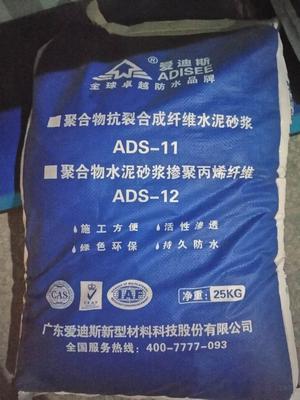 爱迪斯
ADISEE
全球卓越防水品牌
聚合物抗裂合成纤维水泥砂浆
ADS-11
聚合物水泥砂浆掺聚丙烯纤维
ADS-12
施工方便 活性渗透
绿色环保 持久防水
CAS
IAF
净重:25KG
广东爱迪斯新型材料科技股份有限公司
全国服务热线:400-7777-093